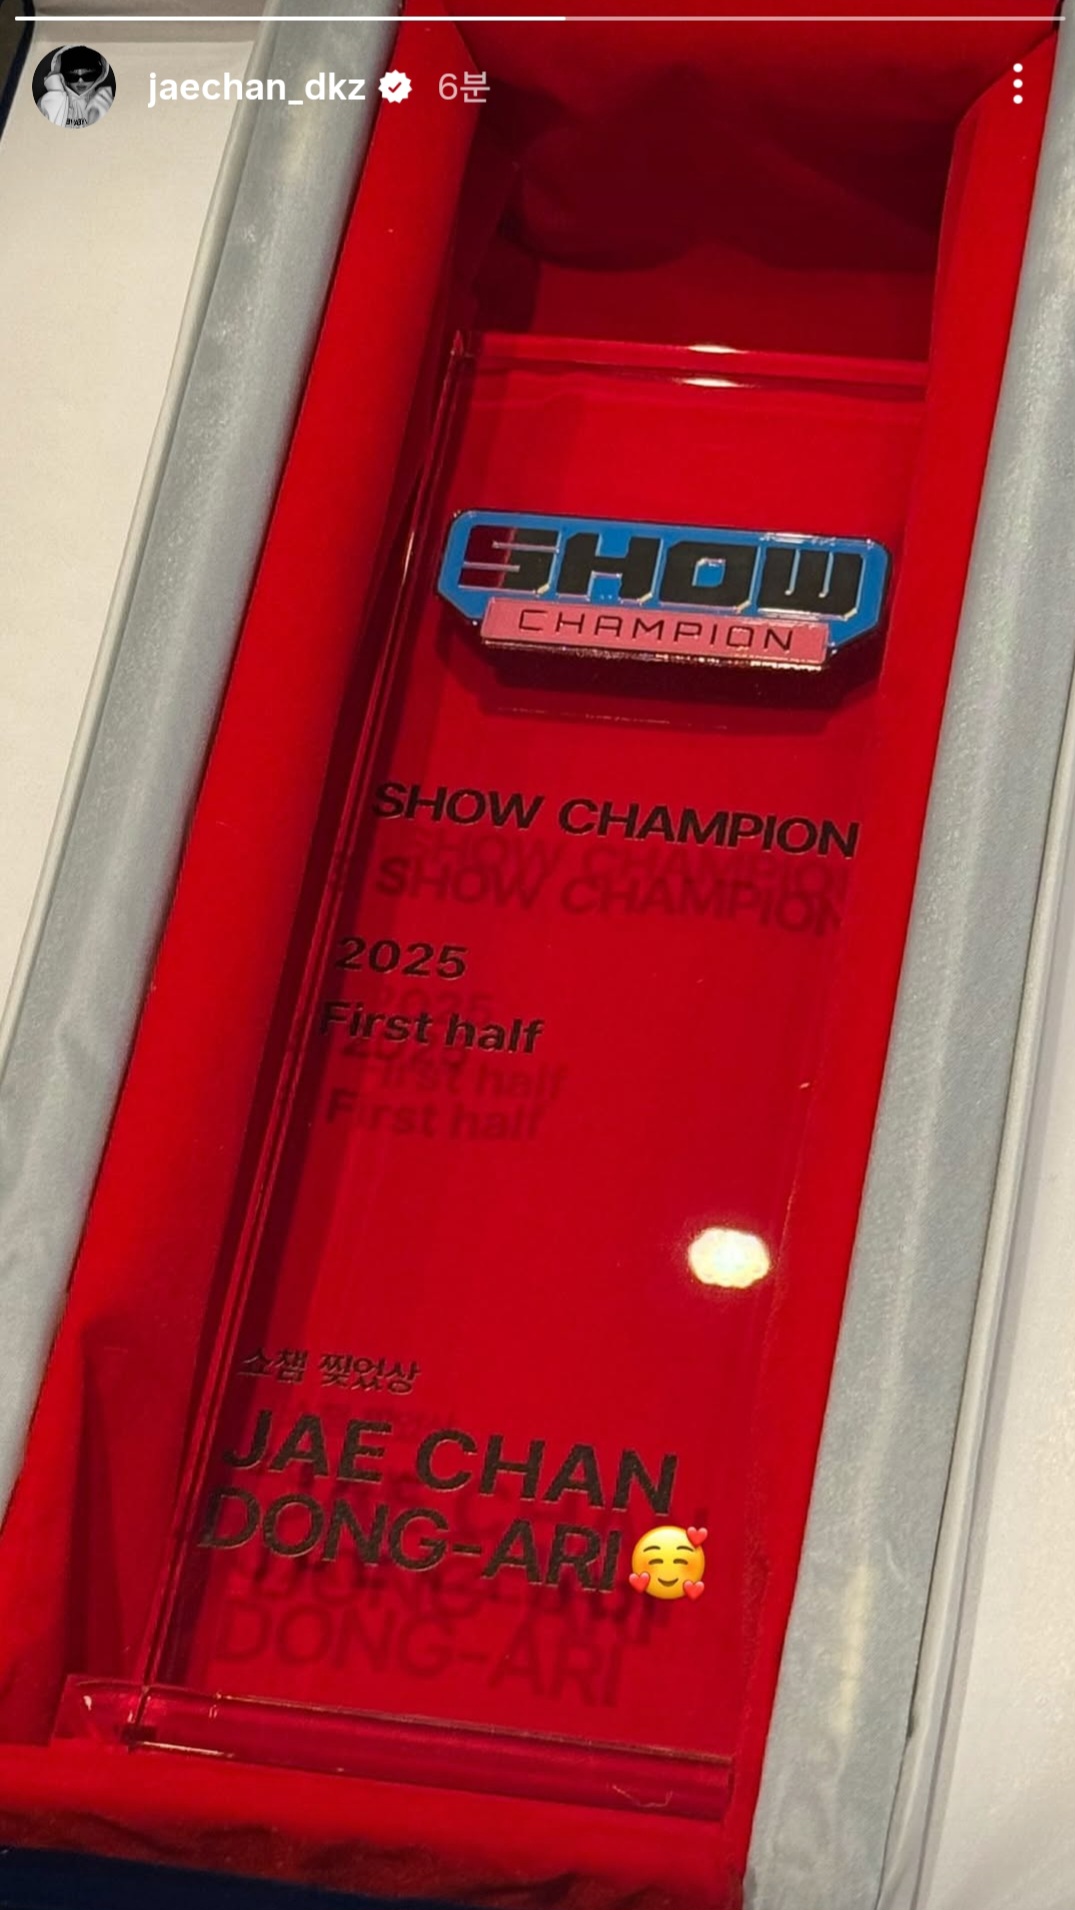 jaechan_dkz 6분
SHOW
CHAMPION
SHOW CHAMPION
2025
First half
쇼챔 찢었상
JAE CHAN
DONG-ARI🥰